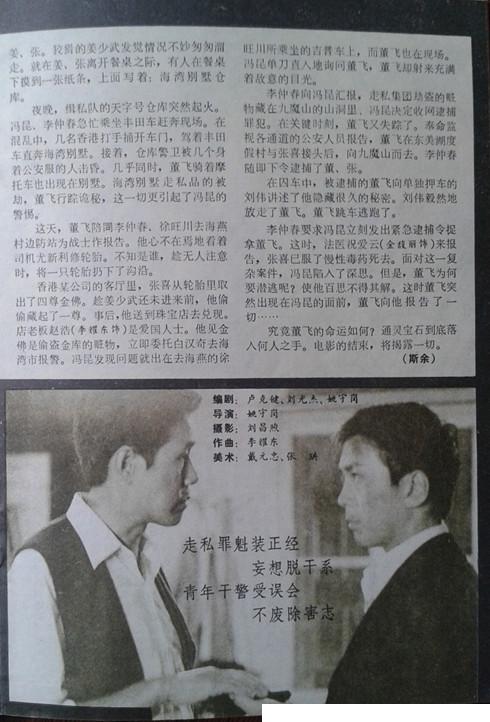 姜、张。狡猾的姜少武发觉情况不妙匆匆溜
走。就在姜、张离开餐桌之际,有人在餐桌
下摸到一张纸条,上面写着:海湾别墅仓
库。
夜晚,缉私队的天字号仓库突然起火。
冯昆、李仲春急忙乘坐丰田车赶奔现场。在
混乱中,几名香港打手捅开车门,驾着丰田
车直奔海湾别墅。接着,仓库警卫被几个身
着公安服的人击昏。几乎同时,董飞骑着摩
托车也出现在别墅。海湾别墅走私品的被
劫,董飞行踪诡秘,这一切更引起了冯昆的
警惕。
这天,董飞陪同李仲春、徐旺川去海燕
村边防站为战士作报告。他心不在焉地看着
司机尤新利修轮胎。不知是谁,趁无人注意
时,将一只轮胎扔下了沟沿。
香港某公司的客厅里,张喜从轮胎里取
出了四尊金佛。趁姜少武还未进来前,他偷
偷藏起了一尊。事后,他送到珠宝店去兑现。
店老板赵浩(李耀东饰)是爱国人士。他见金
佛是偷盗金库的赃物,立即委托白汉奇去海
湾市报警。冯昆发现问题就出在去海燕的徐
旺川所乘坐的吉普车上,而董飞也在现场。
冯昆单刀直入地询问董飞,董飞却射来充满
着敌意的目光。
李仲春向冯昆汇报,走私集团劫盗的赃
物藏在九魔山的山洞里、冯昆决定收网逮捕
罪犯。在关键时刻,董飞又失踪了。奉命监
视各通道的公安人员报告,董飞在东美湖度
假村与张喜接头后,向九魔山而去。李仲春
随即下令逮捕了董、张。
在囚车中,被逮捕的董飞向单独押车的
刘伟讲述了他隐藏很久的秘密。刘伟毅然地
放走了董飞。董飞跳车逃跑了。
李仲春要求冯昆立刻发出紧急逮捕令捉
拿董飞。这时,法医况爱云(金毅丽饰)来报
告,张喜已服了慢性毒药死去。面对这一复
杂案件,冯昆陷入了深思。但是,董飞为何
要潜逃呢?使他百思不得其解。这时董飞突
然出现在冯昆的面前,董飞向他报告了一
切……
究竟董飞的命运如何?通灵宝石到底落
入何人之手。电影的结束,将揭露一切。
(斯余)
编剧:卢克健、刘光杰、姚守岗
导演:姚守岗
摄影:刘昌煦
作曲:李耀东
美术:戴元忠、张
走私罪魁装正经
妄想脱干系
青年干警受误会
不废除害志